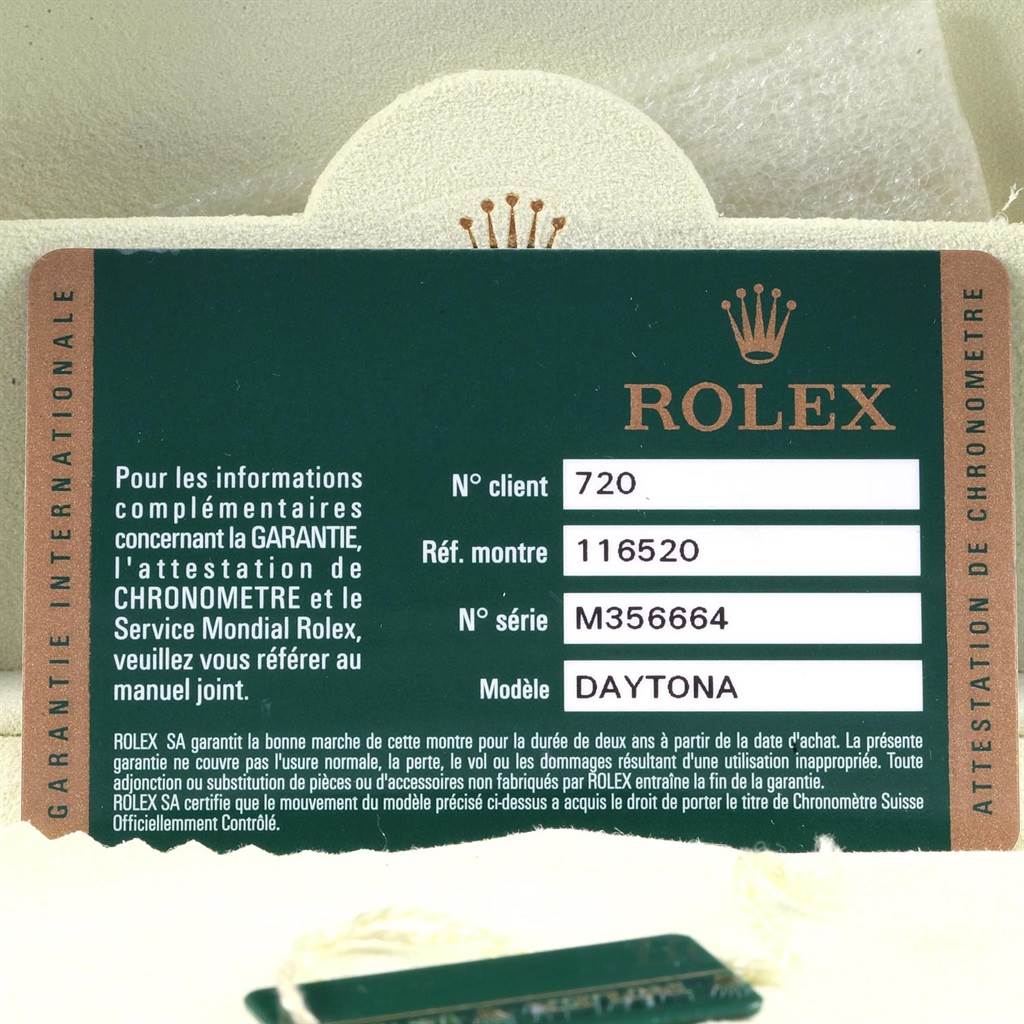 ROLEX
GARANTIE INTERNATIONALE
ATTESTATION DE CHRONOMETRE
Pour les informations
complémentaires
concernant la GARANTIE,
l'attestation de
CHRONOMETRE et le
Service Mondial Rolex,
veuillez vous référer au
manuel joint.
N° client 720
Réf. montre 116520
N° série M356664
Modèle DAYTONA
ROLEX SA garantit la bonne marche de cette montre pour la durée de deux ans à partir de la date d'achat. La présente
garantie ne couvre pas l'usure normale, la perte, le vol ou les dommages résultant d'une utilisation inappropriée. Toute
adjonction ou substitution de pièces ou d'accessoires non fabriqués par ROLEX entraîne la fin de la garantie.
ROLEX SA certifie que le mouvement du modèle précisé ci-dessus a acquis le droit de porter le titre de Chronomètre Suisse
Officiellemment Contrôlé.